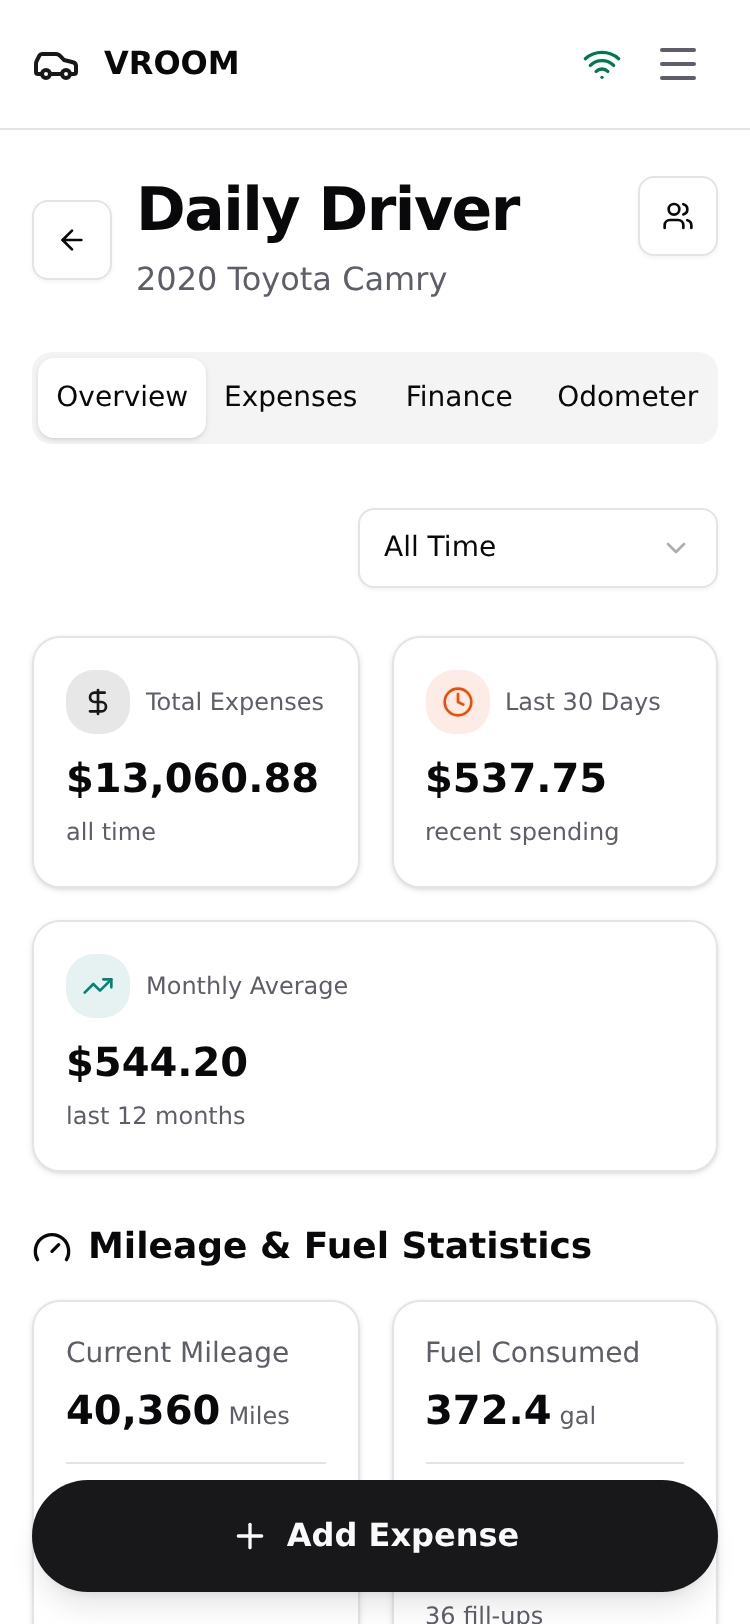 VROOM
Daily Driver
2020 Toyota Camry
Overview Expenses Finance Odometer
All Time
Total Expenses
$13,060.88
all time
Last 30 Days
$537.75
recent spending
Monthly Average
$544.20
last 12 months
Mileage & Fuel Statistics
Current Mileage
40,360 Miles
Fuel Consumed
372.4 gal
Add Expense
36 fill-ups